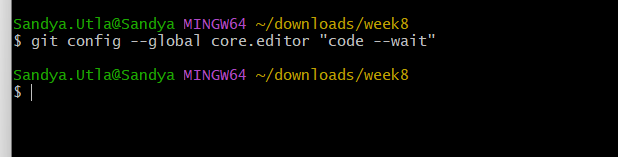 Sandya.Utla@Sandya MINGW64 ~/downloads/week8
$ git config --global core.editor "code --wait"
Sandya.Utla@Sandya MINGW64 ~/downloads/week8
$